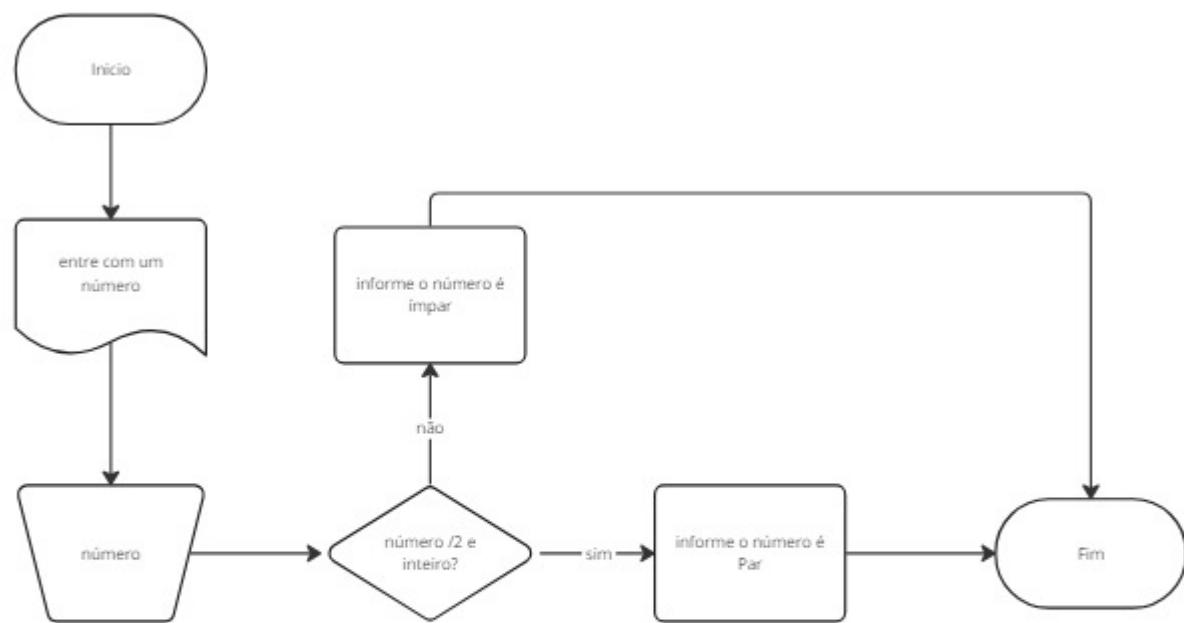 Inicio
entre com um
número
informe o número é
ímpar
não
número
número /2 e
inteiro?
sim
informe o número é
Par
Fim